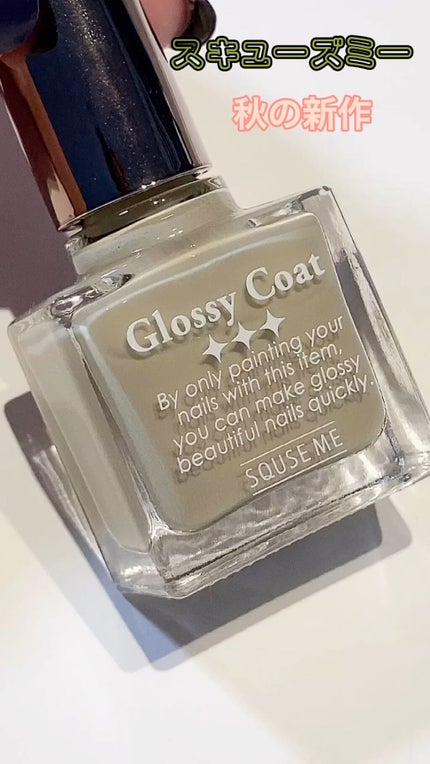 スキューズミー
秋の新作
Glossy Coat
By only painting your
nails with this item,
you can make glossy
beautiful nails quickly.
SQUSE ME